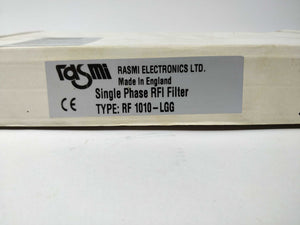 rasmi
RASMI ELECTRONICS LTD.
Made in England
Single Phase RFI Filter
CE
TYPE: RF 1010-LGG